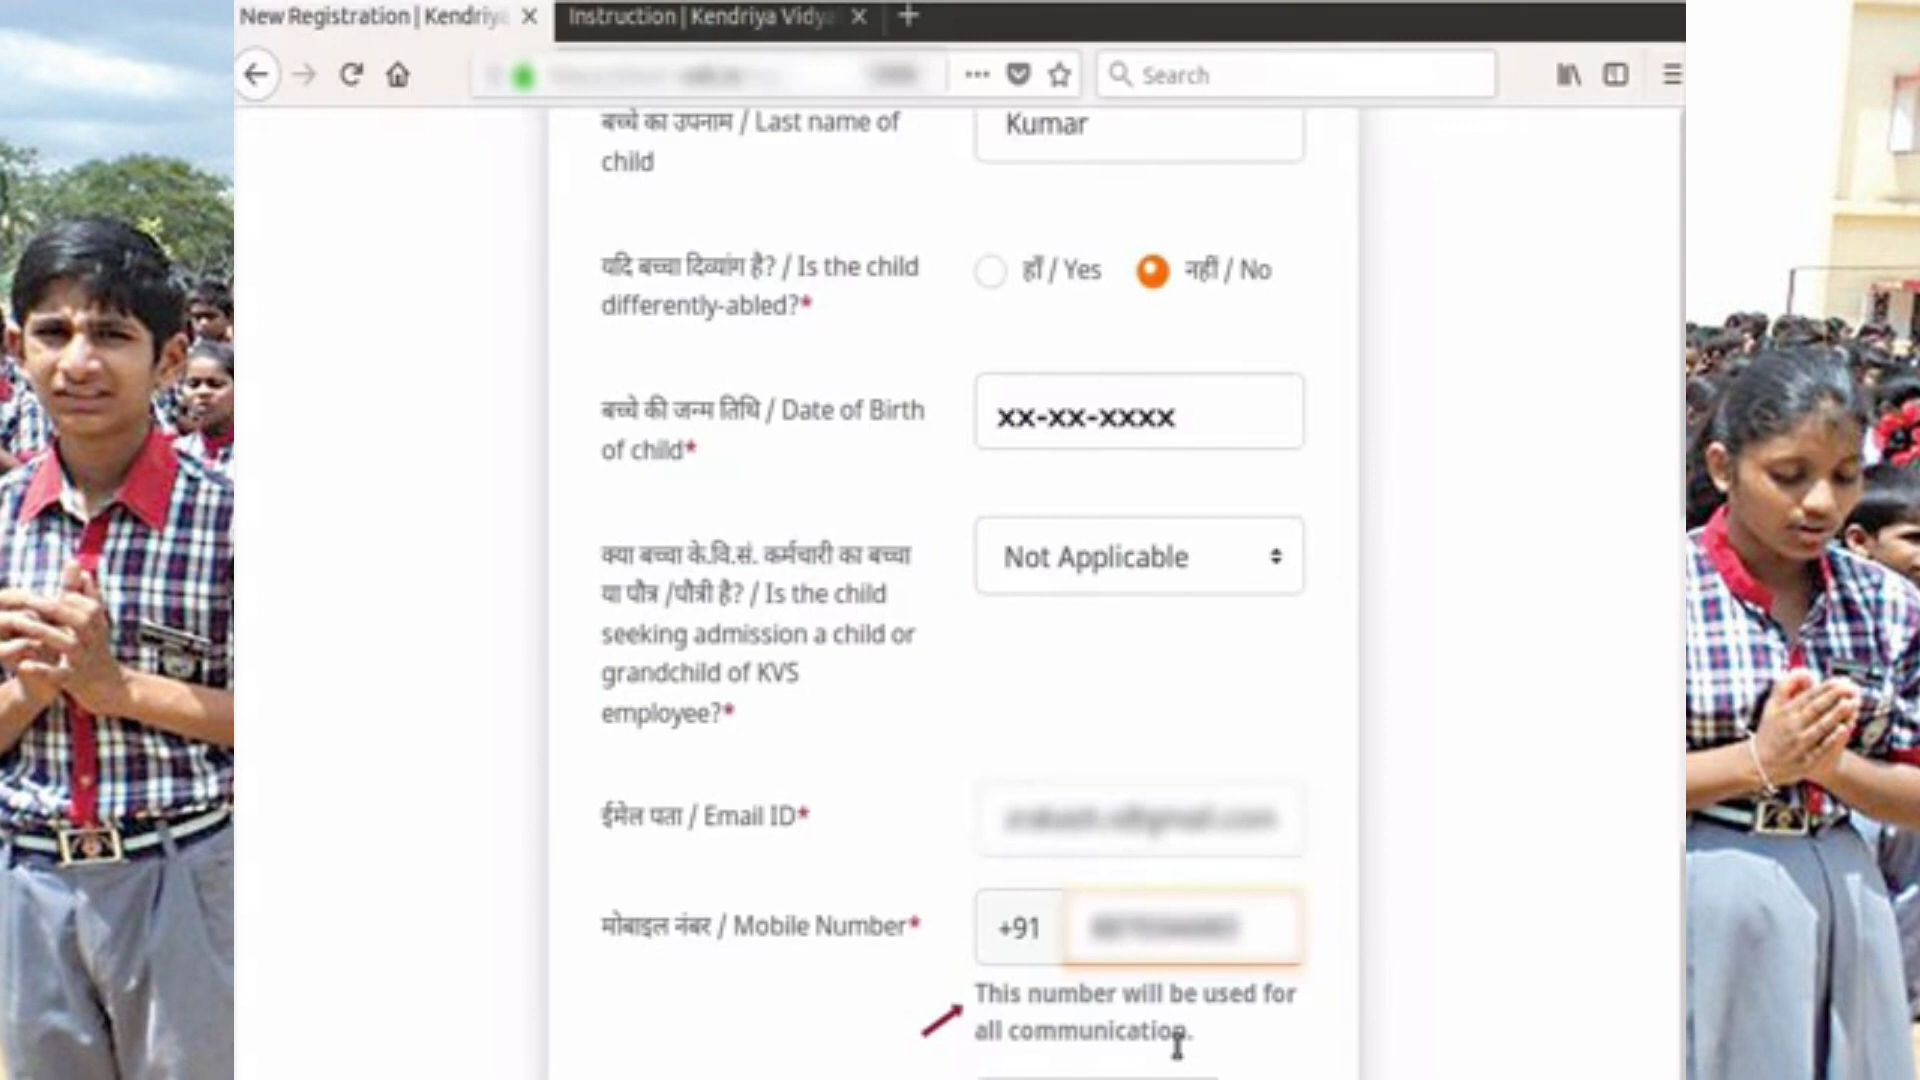 New Registration | Kendriya
Instruction | Kendriya Vidya
Search
बच्चे का उपनाम / Last name of
child
Kumar
यदि बच्चा दिव्यांग है? / Is the child
differently-abled?*
हाँ / Yes
नहीं / No
बच्चे की जन्म तिथि / Date of Birth
of child*
xx-xx-xxxx
क्या बच्चा के.वि.सं. कर्मचारी का बच्चा
या पौत्र /पौत्री है? / Is the child
seeking admission a child or
grandchild of KVS
employee?*
Not Applicable
ईमेल पता / Email ID*
मोबाइल नंबर / Mobile Number*
+91
This number will be used for
all communication.